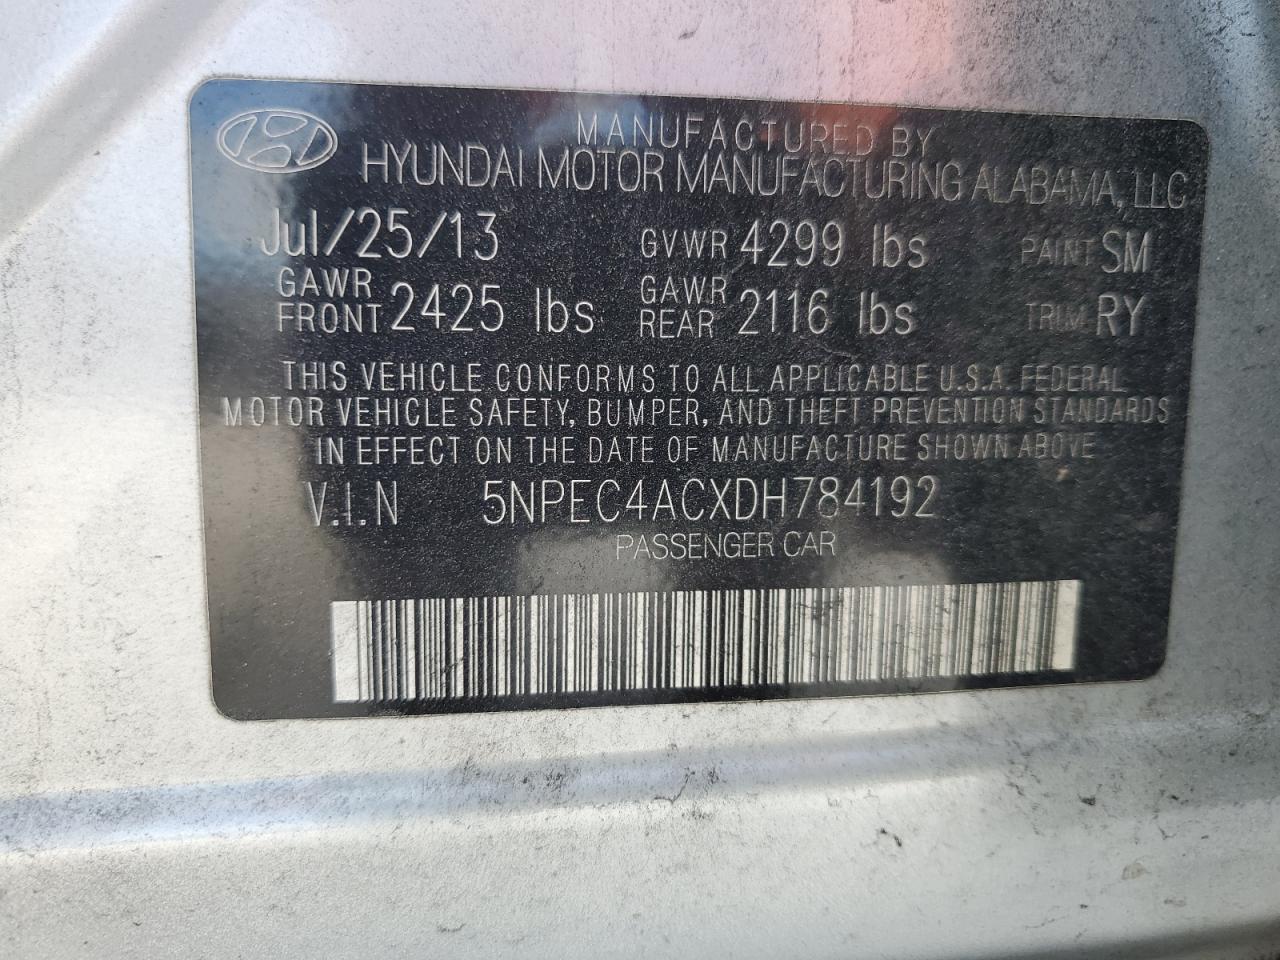 MANUFACTURED BY
HYUNDAI MOTOR MANUFACTURING ALABAMA, LLC
Jul/25/13 GVWR 4299 lbs PAINT SM
GAWR FRONT 2425 lbs GAWR REAR 2116 lbs TRIM RY
THIS VEHICLE CONFORMS TO ALL APPLICABLE U.S.A. FEDERAL
MOTOR VEHICLE SAFETY, BUMPER, AND THEFT PREVENTION STANDARDS
IN EFFECT ON THE DATE OF MANUFACTURE SHOWN ABOVE
V.I.N 5NPEC4ACXDH784192
PASSENGER CAR